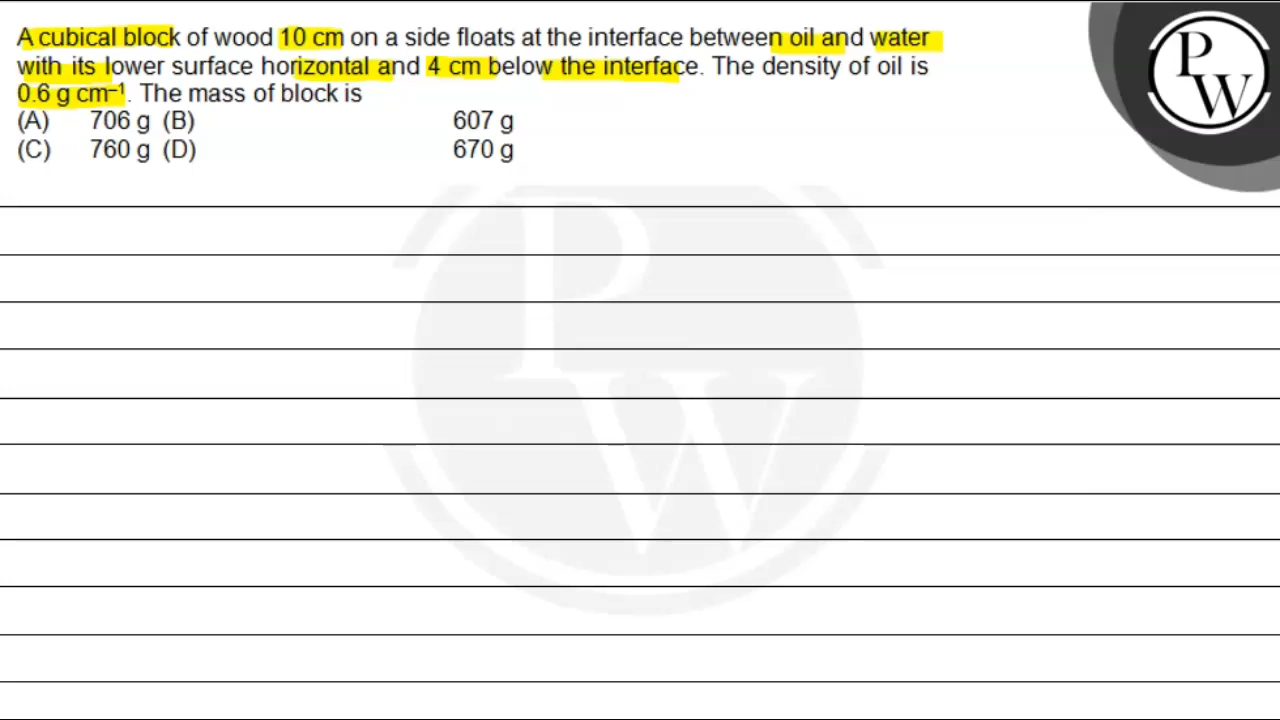 A cubical block of wood 10 cm on a side floats at the interface between oil and water
with its lower surface horizontal and 4 cm below the interface. The density of oil is
0.6 g cm⁻¹. The mass of block is
(A) 706 g (B) 607 g
(C) 760 g (D) 670 g
P
W
P
W